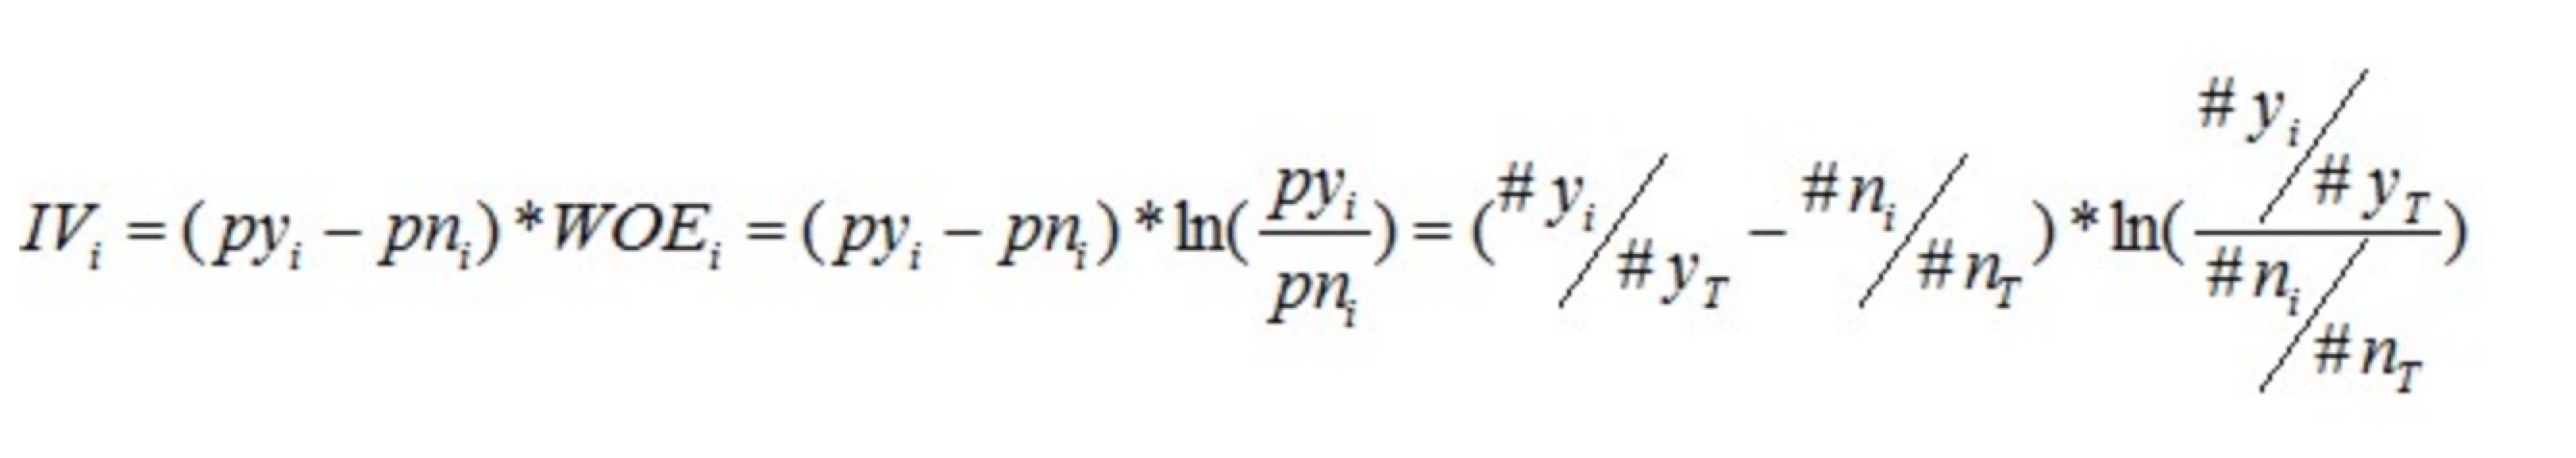 IV_i = (py_i − pn_i) * WOE_i = (py_i − pn_i) * ln(py_i / pn_i) = (#y_i / #y_T − #n_i / #n_T) * ln((#y_i / #y_T) / (#n_i / #n_T))